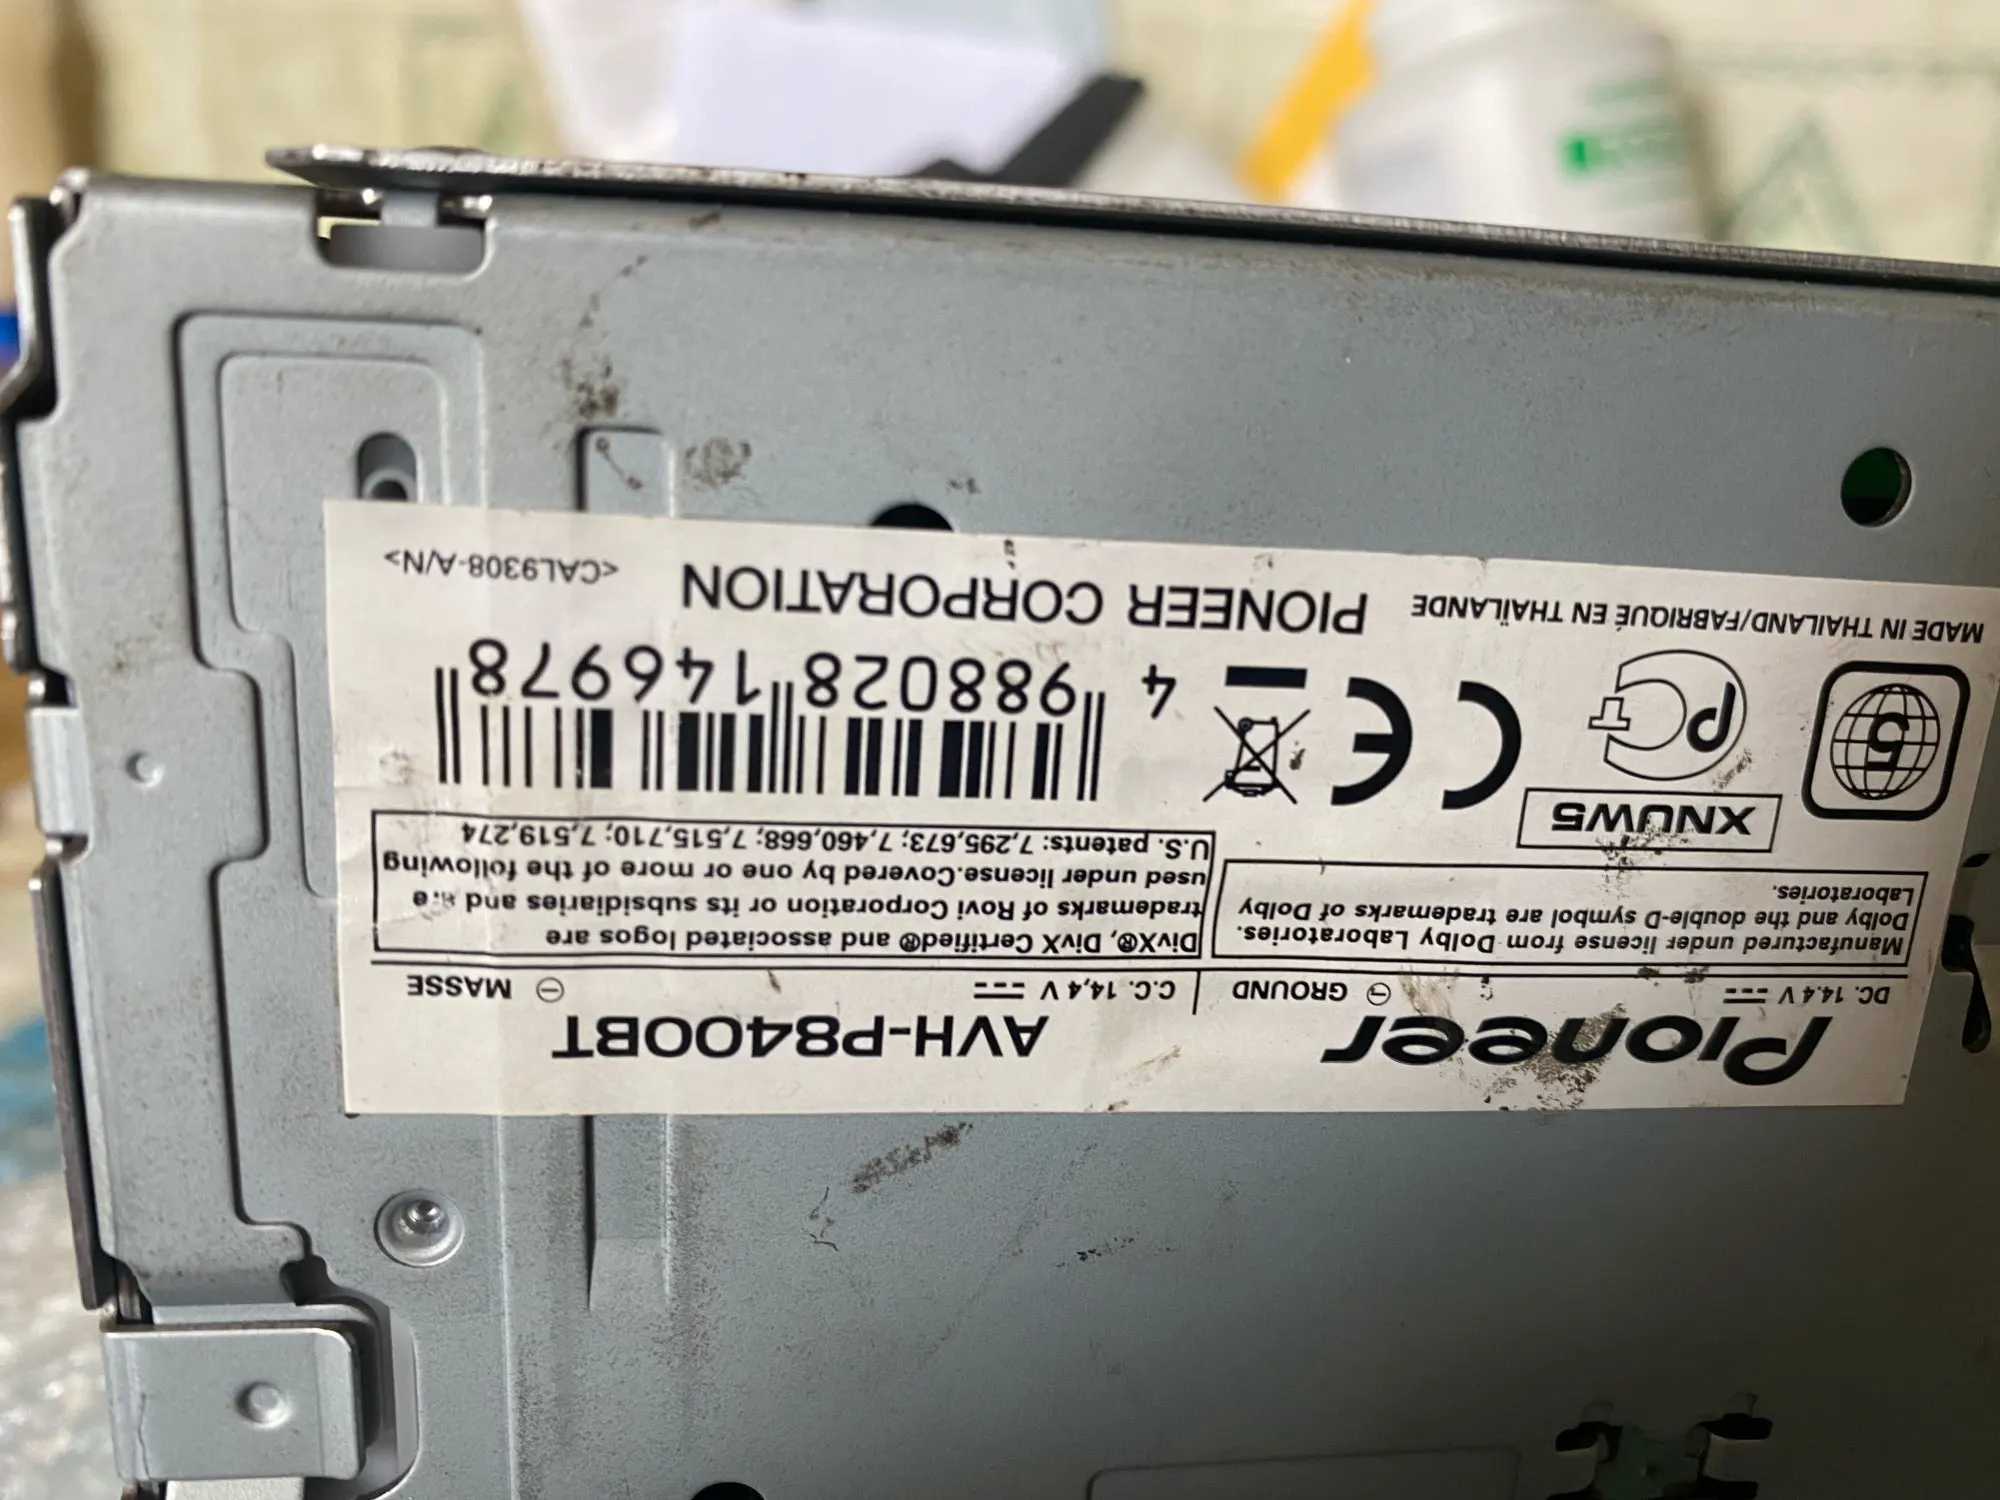 Pioneer AVH-P8400BT
DC. 14.4 V ⊖ GROUND | C.C. 14,4 V ⊖ MASSE
Manufactured under license from Dolby Laboratories.
Dolby and the double-D symbol are trademarks of Dolby
Laboratories.
DivX®, DivX Certified® and associated logos are
trademarks of Rovi Corporation or its subsidiaries and
used under license.Covered by one or more of the following
U.S. patents: 7,295,673; 7,460,668; 7,515,710; 7,519,274
5
XNUW5
PCT
CE
4 988028 146978
MADE IN THAILAND/FABRIQUÉ EN THAÏLANDE
PIONEER CORPORATION
<CAL9308-A/N>